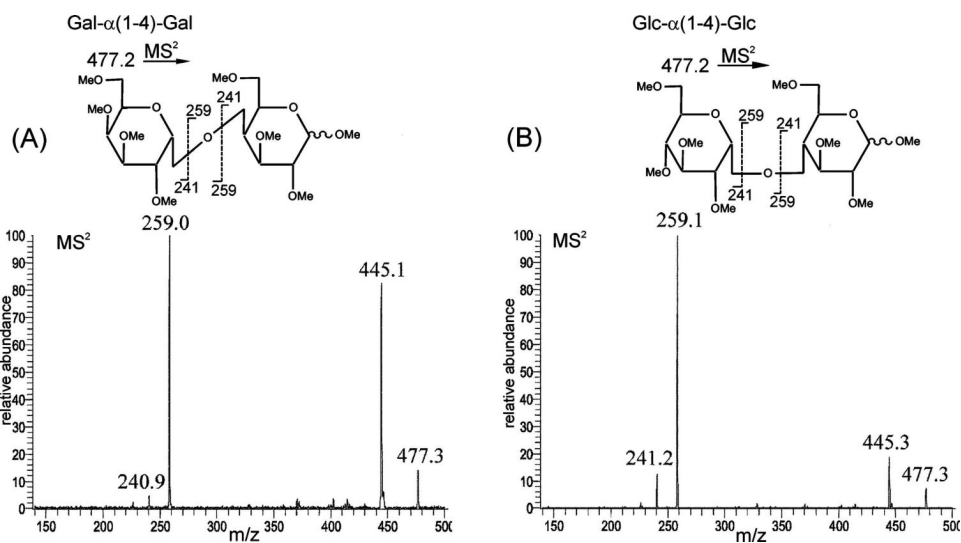 Gal-α(1-4)-Gal
477.2 MS²
(A)
MeO
MeO
MeO
O
OMe
OMe
259
241
O
241
259
MeO
O
OMe
OMe
OMe
MS²
259.0
445.1
477.3
240.9
relative abundance
100
90
80
70
60
50
40
30
20
10
0
150 200 250 300 350 400 450 500
m/z
Glc-α(1-4)-Glc
477.2 MS²
(B)
MeO
O
MeO
OMe
OMe
259
241
O
241
259
MeO
O
OMe
OMe
OMe
MS²
259.1
241.2
445.3
477.3
relative abundance
100
90
80
70
60
50
40
30
20
10
0
150 200 250 300 350 400 450 500
m/z